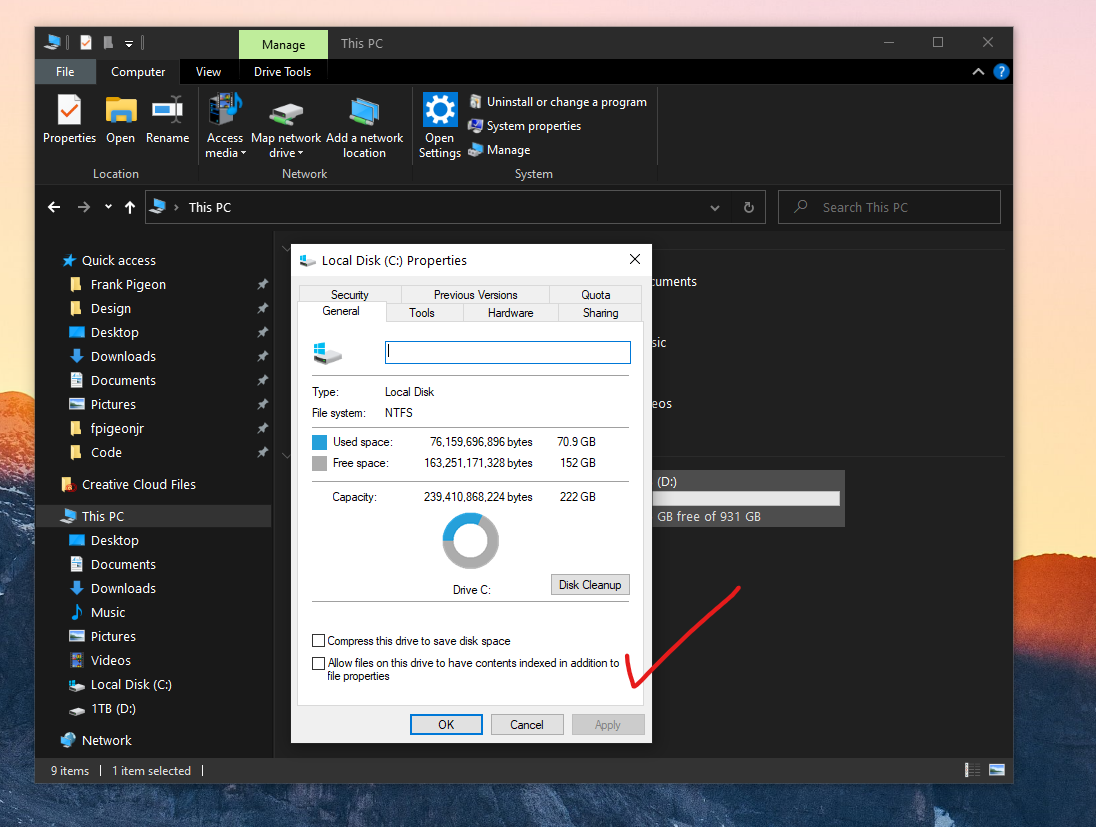 Manage
This PC
File
Computer
View
Drive Tools
?
Properties
Open
Rename
Access media
Map network drive
Add a network location
Open Settings
Uninstall or change a program
System properties
Manage
Location
Network
System
This PC
Search This PC
Quick access
Frank Pigeon
Design
Desktop
Downloads
Documents
Pictures
fpigeonjr
Code
Creative Cloud Files
This PC
Desktop
Documents
Downloads
Music
Pictures
Videos
Local Disk (C:)
1TB (D:)
Network
9 items
1 item selected
cuments
sic
eos
(D:)
GB free of 931 GB
Local Disk (C:) Properties
Security
Previous Versions
Quota
General
Tools
Hardware
Sharing
Type: Local Disk
File system: NTFS
Used space: 76,159,696,896 bytes 70.9 GB
Free space: 163,251,171,328 bytes 152 GB
Capacity: 239,410,868,224 bytes 222 GB
Drive C:
Disk Cleanup
Compress this drive to save disk space
Allow files on this drive to have contents indexed in addition to
file properties
OK
Cancel
Apply